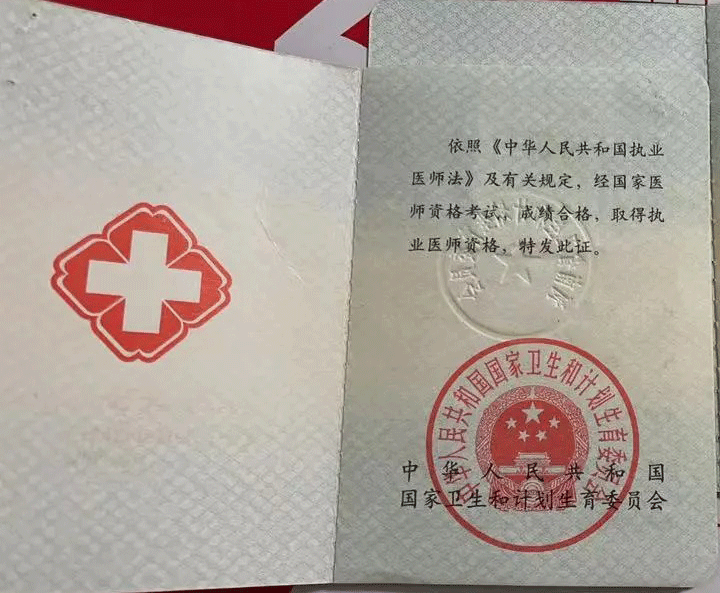 依照《中华人民共和国执业
医师法》及有关规定，经国家医
师资格考试，成绩合格，取得执
业医师资格，特发此证。
中华人民共和国国家卫生和计划生育委员会
中华人民共和国
国家卫生和计划生育委员会